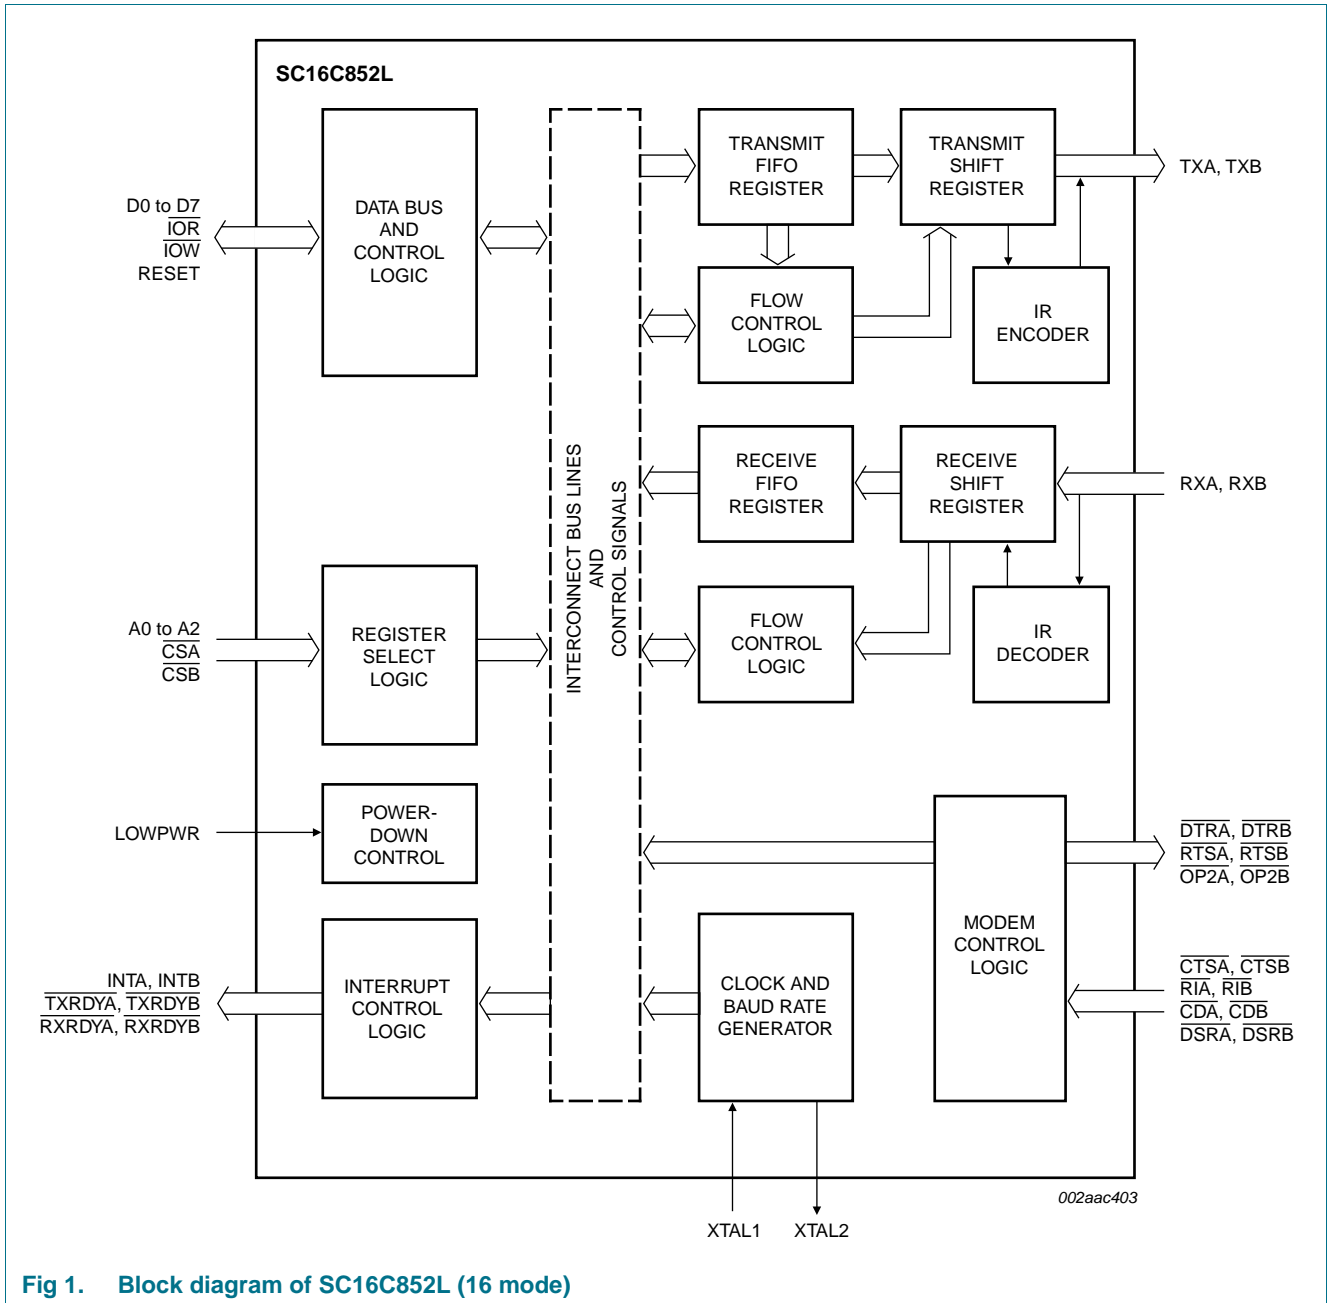 SC16C852L
D0 to D7
IOR
IOW
RESET
DATA BUS
AND
CONTROL
LOGIC
TRANSMIT
FIFO
REGISTER
TRANSMIT
SHIFT
REGISTER
TXA, TXB
FLOW
CONTROL
LOGIC
IR
ENCODER
INTERCONNECT BUS LINES
AND
CONTROL SIGNALS
RECEIVE
FIFO
REGISTER
RECEIVE
SHIFT
REGISTER
RXA, RXB
A0 to A2
CSA
CSB
REGISTER
SELECT
LOGIC
FLOW
CONTROL
LOGIC
IR
DECODER
LOWPWR
POWER-
DOWN
CONTROL
DTRA, DTRB
RTSA, RTSB
OP2A, OP2B
MODEM
CONTROL
LOGIC
INTA, INTB
TXRDYA, TXRDYB
RXRDYA, RXRDYB
INTERRUPT
CONTROL
LOGIC
CLOCK AND
BAUD RATE
GENERATOR
CTSA, CTSB
RIA, RIB
CDA, CDB
DSRA, DSRB
XTAL1
XTAL2
002aac403
Fig 1. Block diagram of SC16C852L (16 mode)